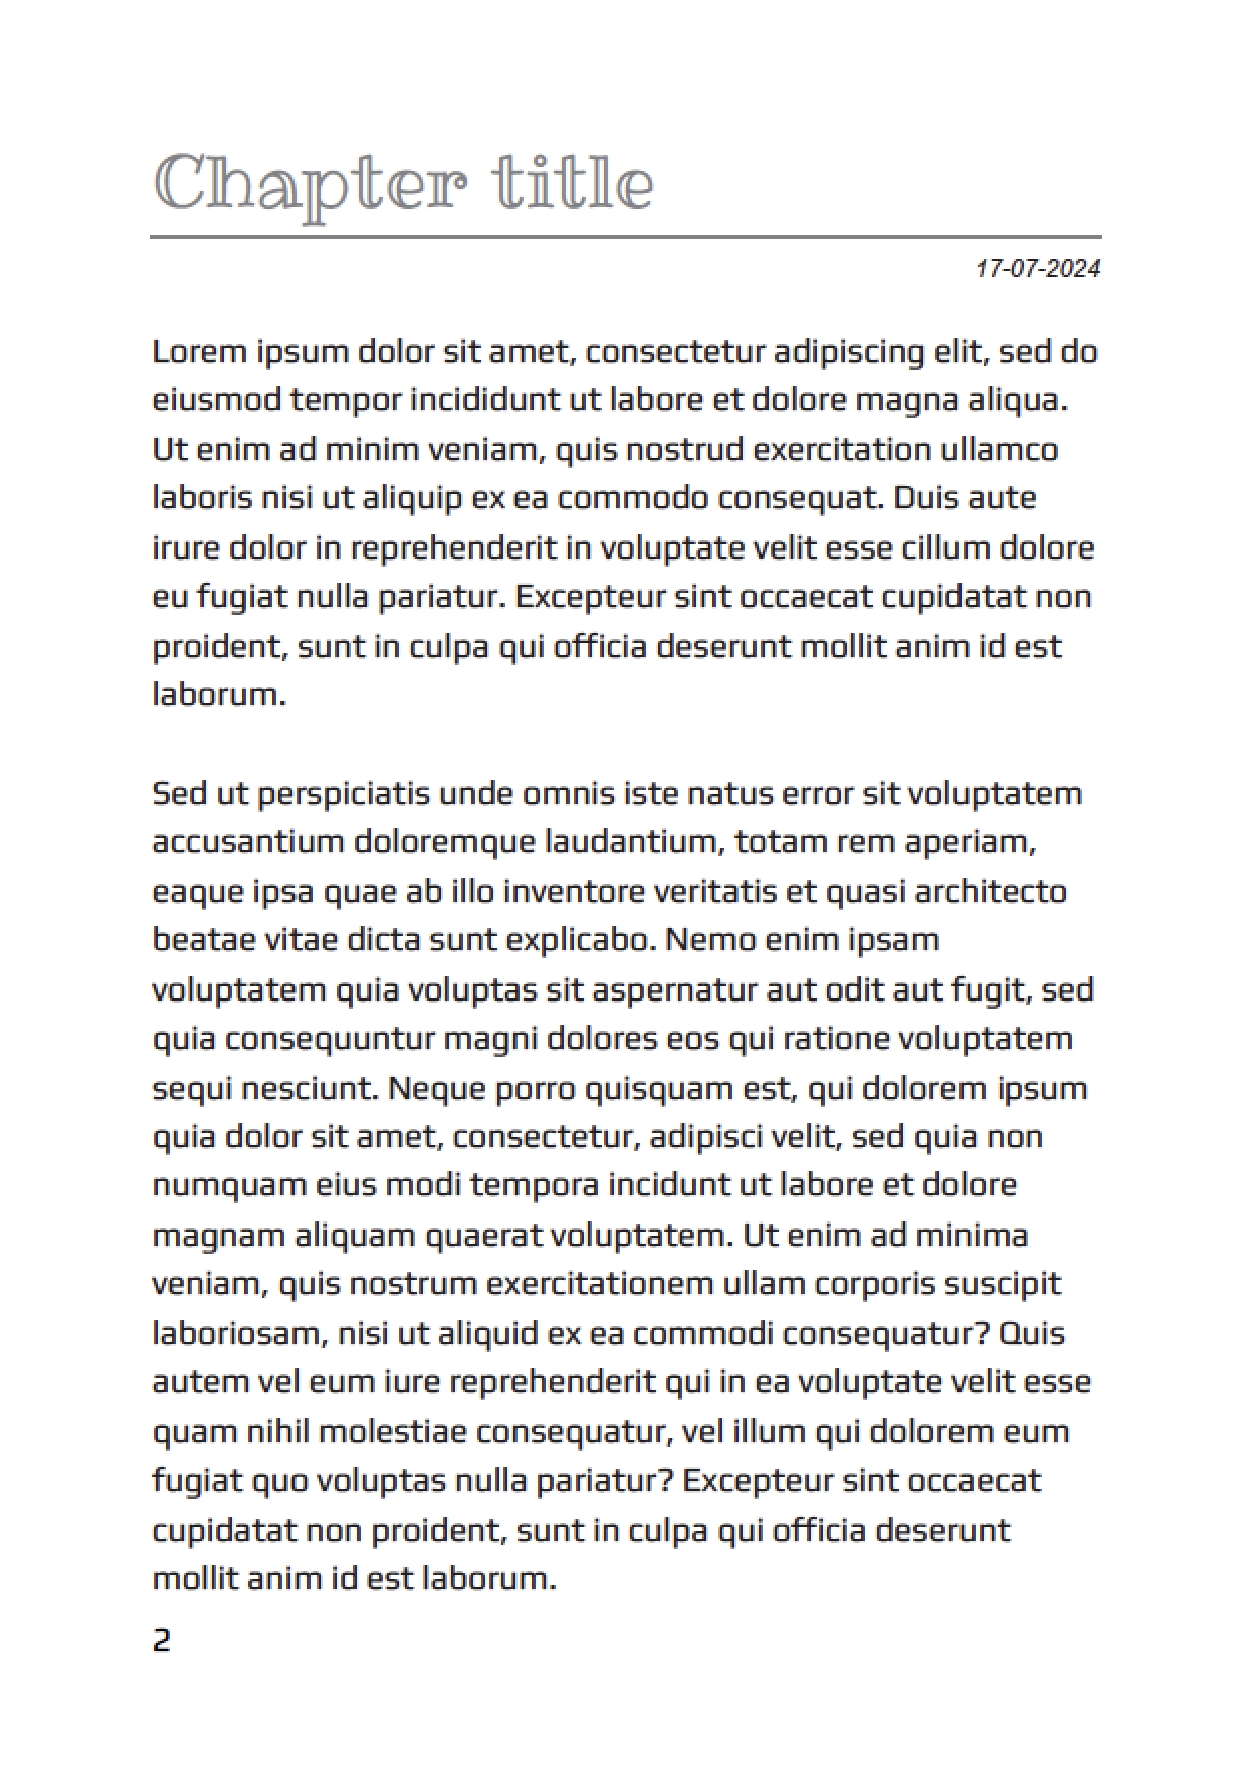 Chapter title
17-07-2024
Lorem ipsum dolor sit amet, consectetur adipiscing elit, sed do
eiusmod tempor incididunt ut labore et dolore magna aliqua.
Ut enim ad minim veniam, quis nostrud exercitation ullamco
laboris nisi ut aliquip ex ea commodo consequat. Duis aute
irure dolor in reprehenderit in voluptate velit esse cillum dolore
eu fugiat nulla pariatur. Excepteur sint occaecat cupidatat non
proident, sunt in culpa qui officia deserunt mollit anim id est
laborum.
Sed ut perspiciatis unde omnis iste natus error sit voluptatem
accusantium doloremque laudantium, totam rem aperiam,
eaque ipsa quae ab illo inventore veritatis et quasi architecto
beatae vitae dicta sunt explicabo. Nemo enim ipsam
voluptatem quia voluptas sit aspernatur aut odit aut fugit, sed
quia consequuntur magni dolores eos qui ratione voluptatem
sequi nesciunt. Neque porro quisquam est, qui dolorem ipsum
quia dolor sit amet, consectetur, adipisci velit, sed quia non
numquam eius modi tempora incidunt ut labore et dolore
magnam aliquam quaerat voluptatem. Ut enim ad minima
veniam, quis nostrum exercitationem ullam corporis suscipit
laboriosam, nisi ut aliquid ex ea commodi consequatur? Quis
autem vel eum iure reprehenderit qui in ea voluptate velit esse
quam nihil molestiae consequatur, vel illum qui dolorem eum
fugiat quo voluptas nulla pariatur? Excepteur sint occaecat
cupidatat non proident, sunt in culpa qui officia deserunt
mollit anim id est laborum.
2